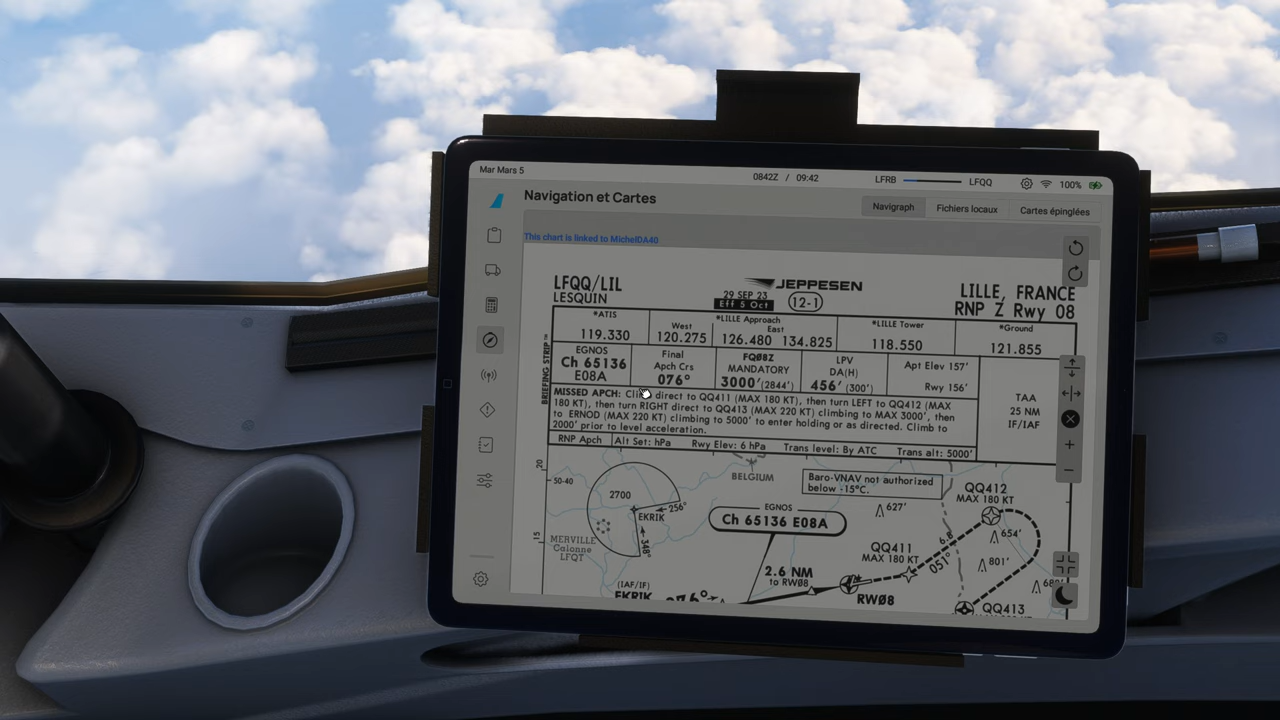 Mar Mars 5
0842Z / 09:42
LFRB
LFQQ
100%
Navigation et Cartes
Navigraph
Fichiers locaux
Cartes épinglées
This chart is linked to MichelDA40
LFQQ/LIL
LESQUIN
JEPPESEN
29 SEP 23
Eff 5 Oct
12-1
LILLE, FRANCE
RNP Z Rwy 08
BRIEFING STRIP™
*ATIS
119.330
*LILLE Approach
West
East
120.275
126.480 134.825
*LILLE Tower
118.550
*Ground
121.855
EGNOS
Ch 65136
E08A
Final
Apch Crs
076°
FQ08Z
MANDATORY
3000'(2844')
LPV
DA(H)
456' (300')
Apt Elev 157'
Rwy 156'
MISSED APCH: direct to QQ411 (MAX 180 KT), then turn LEFT to QQ412 (MAX
180 KT), then turn RIGHT direct to QQ413 (MAX 220 KT) climbing to MAX 3000', then
to ERNOD (MAX 220 KT) climbing to 5000' to enter holding or as directed. Climb to
2000' prior to level acceleration.
RNP Apch
Alt Set: hPa
Rwy Elev: 6 hPa
Trans level: By ATC
Trans alt: 5000'
TAA
25 NM
IF/IAF
20
50-40
15
BELGIUM
Baro-VNAV not authorized
below -15°C.
2700
256°
EKRIK
348°
MERVILLE
Calonne
LFQT
EGNOS
Ch 65136 E08A
627'
QQ412
MAX 180 KT
654'
6.8
051°
QQ411
MAX 180 KT
801'
2.6 NM
to RW08
RW08
(IAF/IF)
EKRIK
076°
QQ413